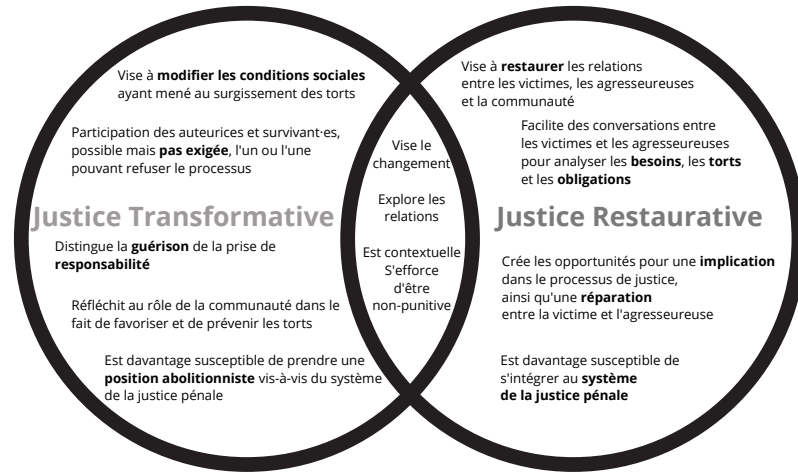 Vise à modifier les conditions sociales
ayant mené au surgissement des torts
Participation des auteurices et survivant·es,
possible mais pas exigée, l'un ou l'une
pouvant refuser le processus
Justice Transformative
Distingue la guérison de la prise de
responsabilité
Réfléchit au rôle de la communauté dans le
fait de favoriser et de prévenir les torts
Est davantage susceptible de prendre une
position abolitionniste vis-à-vis du système
de la justice pénale
Vise le
changement
Explore les
relations
Est contextuelle
S'efforce
d'être
non-punitive
Vise à restaurer les relations
entre les victimes, les agresseureuses
et la communauté
Facilite des conversations entre
les victimes et les agresseureuses
pour analyser les besoins, les torts
et les obligations
Justice Restaurative
Crée les opportunités pour une implication
dans le processus de justice,
ainsi qu'une réparation
entre la victime et l'agresseureuse
Est davantage susceptible de
s'intégrer au système
de la justice pénale